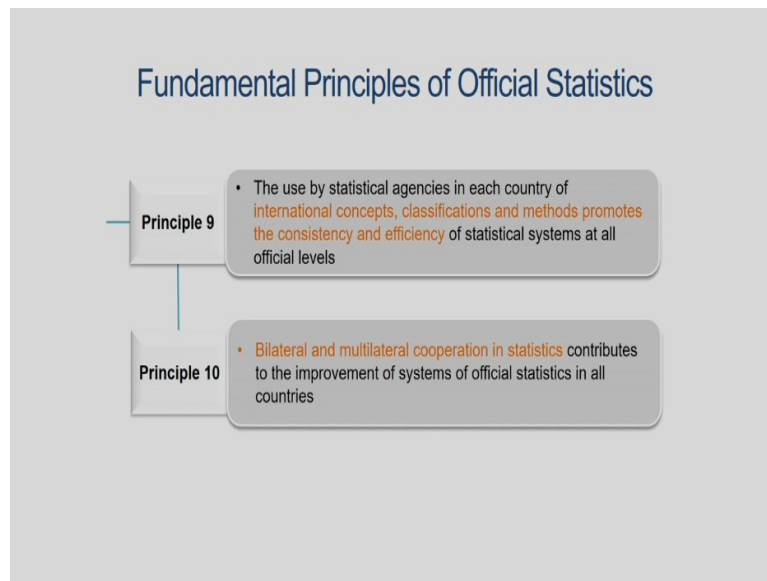 Fundamental Principles of Official Statistics
Principle 9
• The use by statistical agencies in each country of
international concepts, classifications and methods promotes
the consistency and efficiency of statistical systems at all
official levels
Principle 10
• Bilateral and multilateral cooperation in statistics contributes
to the improvement of systems of official statistics in all
countries